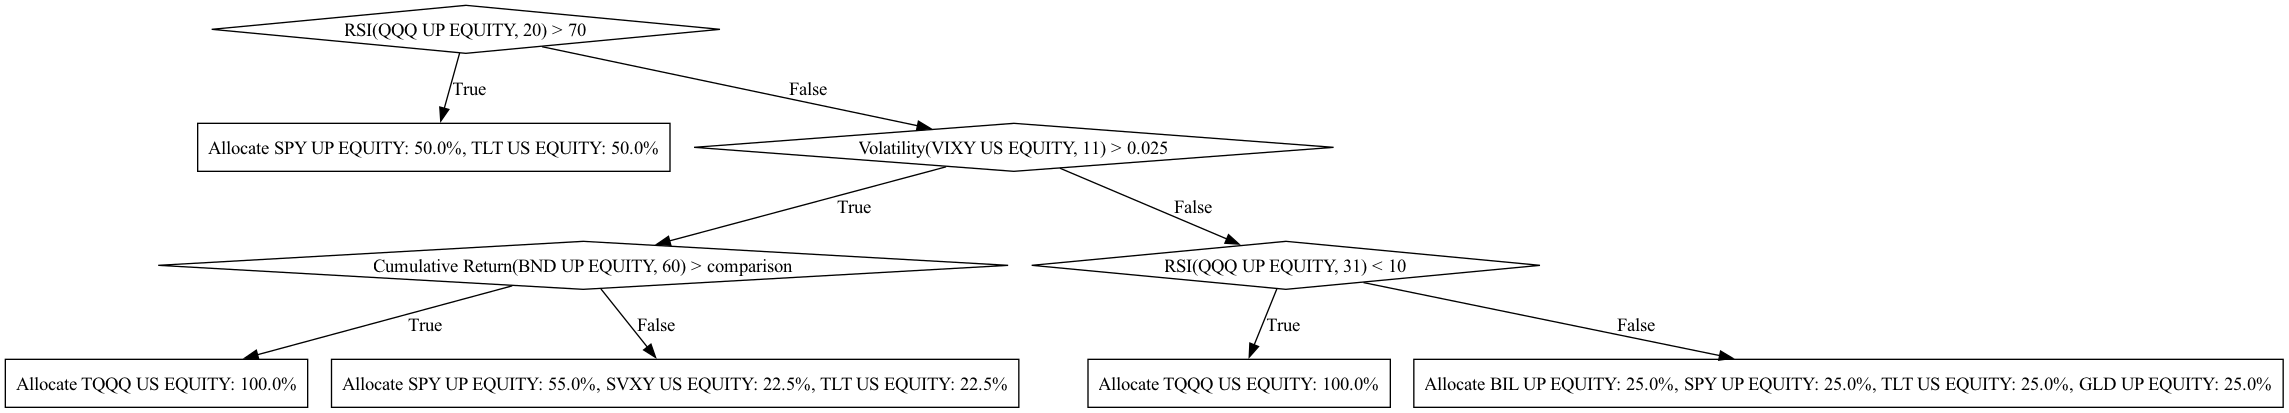 RSI(QQQ UP EQUITY, 20) > 70
True
False
Allocate SPY UP EQUITY: 50.0%, TLT US EQUITY: 50.0%
Volatility(VIXY US EQUITY, 11) > 0.025
True
False
Cumulative Return(BND UP EQUITY, 60) > comparison
RSI(QQQ UP EQUITY, 31) < 10
True
False
True
False
Allocate TQQQ US EQUITY: 100.0%
Allocate SPY UP EQUITY: 55.0%, SVXY US EQUITY: 22.5%, TLT US EQUITY: 22.5%
Allocate TQQQ US EQUITY: 100.0%
Allocate BIL UP EQUITY: 25.0%, SPY UP EQUITY: 25.0%, TLT US EQUITY: 25.0%, GLD UP EQUITY: 25.0%